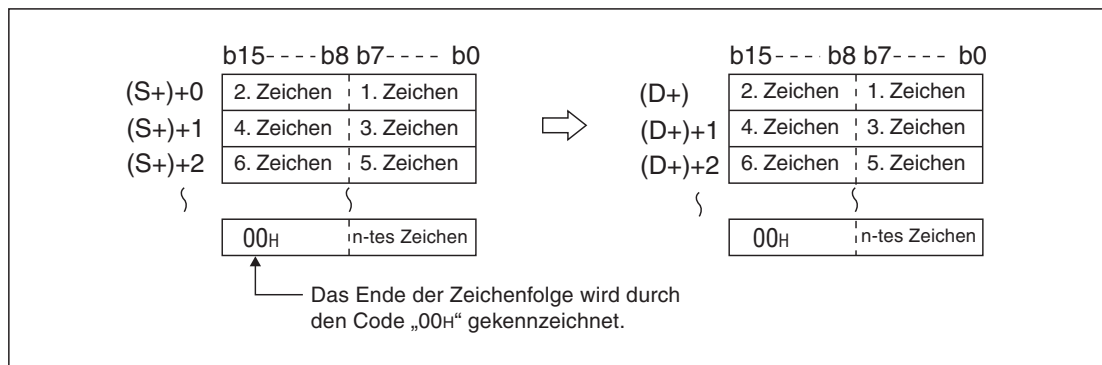 b15---- b8 b7---- b0 b15---- b8 b7---- b0
(S+)+0 2. Zeichen 1. Zeichen (D+) 2. Zeichen 1. Zeichen
(S+)+1 4. Zeichen 3. Zeichen (D+)+1 4. Zeichen 3. Zeichen
(S+)+2 6. Zeichen 5. Zeichen (D+)+2 6. Zeichen 5. Zeichen
00H n-tes Zeichen 00H n-tes Zeichen
Das Ende der Zeichenfolge wird durch
den Code „00H“ gekennzeichnet.